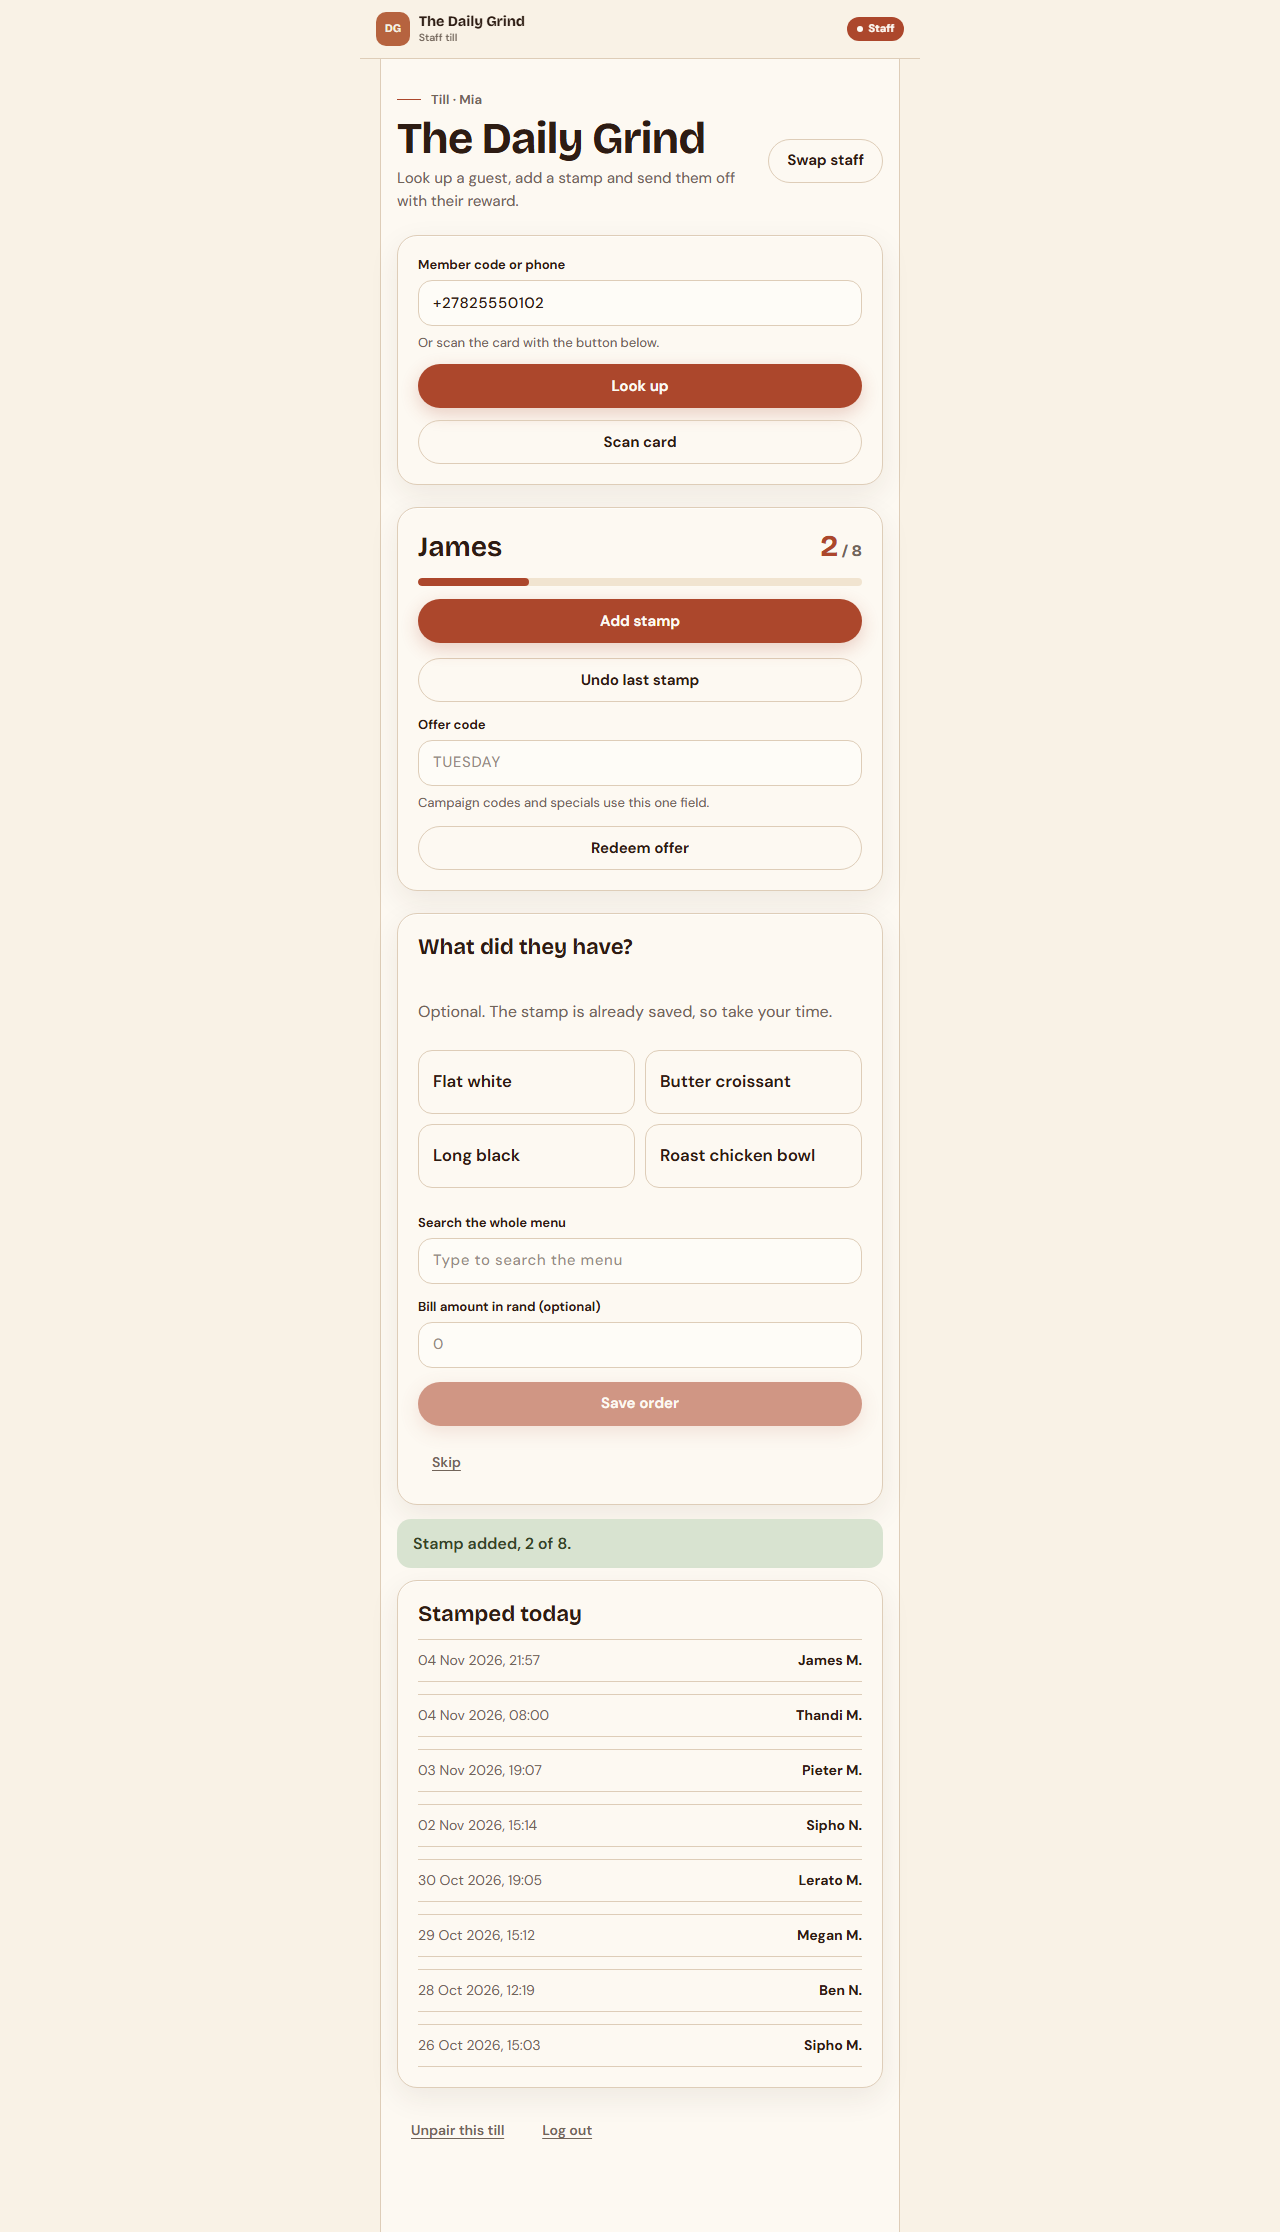 DG
The Daily Grind
Staff till
Staff
Till · Mia
The Daily Grind
Look up a guest, add a stamp and send them off
with their reward.
Swap staff
Member code or phone
+27825550102
Or scan the card with the button below.
Look up
Scan card
James
2 / 8
Add stamp
Undo last stamp
Offer code
TUESDAY
Campaign codes and specials use this one field.
Redeem offer
What did they have?
Optional. The stamp is already saved, so take your time.
Flat white
Butter croissant
Long black
Roast chicken bowl
Search the whole menu
Type to search the menu
Bill amount in rand (optional)
0
Save order
Skip
Stamp added, 2 of 8.
Stamped today
04 Nov 2026, 21:57 James M.
04 Nov 2026, 08:00 Thandi M.
03 Nov 2026, 19:07 Pieter M.
02 Nov 2026, 15:14 Sipho N.
30 Oct 2026, 19:05 Lerato M.
29 Oct 2026, 15:12 Megan M.
28 Oct 2026, 12:19 Ben N.
26 Oct 2026, 15:03 Sipho M.
Unpair this till
Log out